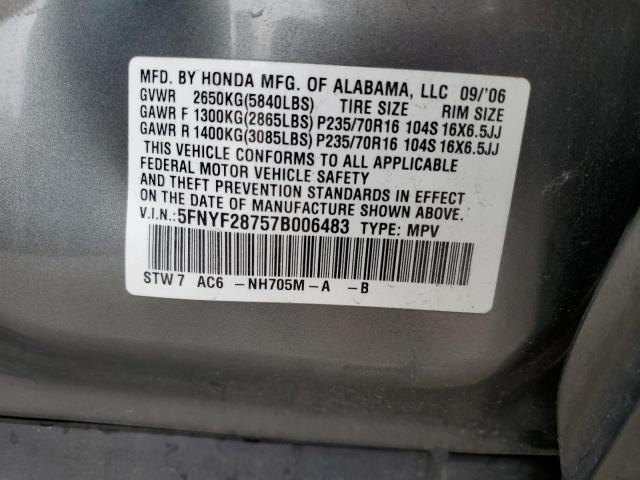 MFD. BY HONDA MFG. OF ALABAMA, LLC 09/'06
GVWR 2650KG(5840LBS) TIRE SIZE RIM SIZE
GAWR F 1300KG(2865LBS) P235/70R16 104S 16X6.5JJ
GAWR R 1400KG(3085LBS) P235/70R16 104S 16X6.5JJ
THIS VEHICLE CONFORMS TO ALL APPLICABLE
FEDERAL MOTOR VEHICLE SAFETY
AND THEFT PREVENTION STANDARDS IN EFFECT
ON THE DATE OF MANUFACTURE SHOWN ABOVE.
V.I.N.:5FNYF28757B006483 TYPE: MPV
STW7 AC6 -NH705M-A -B